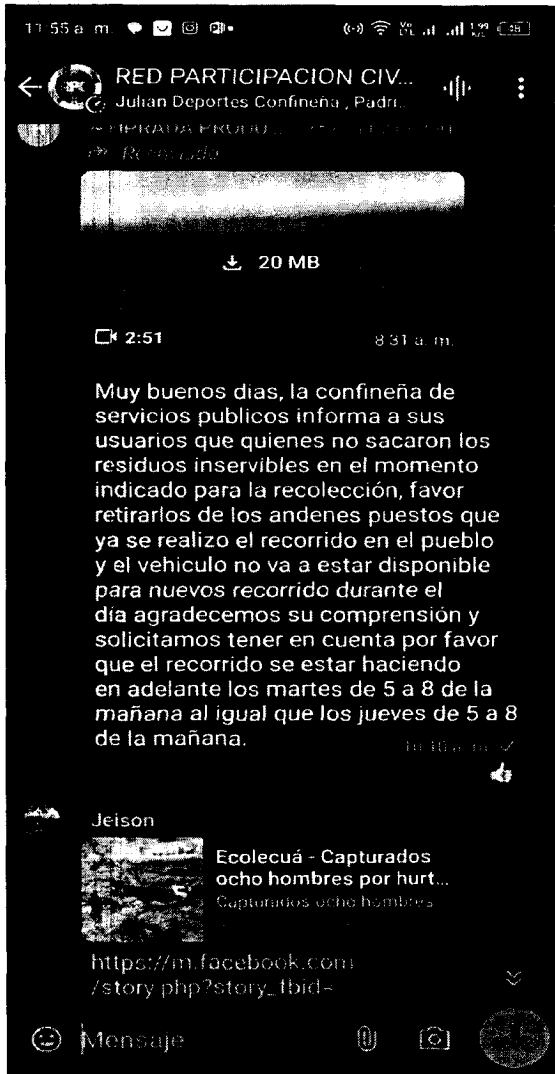 11:55 a. m.
RED PARTICIPACION CIV...
Julian Deportes Confineña , Padri...
Reenviado
20 MB
2:51
8:31 a. m.
Muy buenos dias, la confineña de
servicios publicos informa a sus
usuarios que quienes no sacaron los
residuos inservibles en el momento
indicado para la recolección, favor
retirarlos de los andenes puestos que
ya se realizo el recorrido en el pueblo
y el vehiculo no va a estar disponible
para nuevos recorrido durante el
día agradecemos su comprensión y
solicitamos tener en cuenta por favor
que el recorrido se estar haciendo
en adelante los martes de 5 a 8 de la
mañana al igual que los jueves de 5 a 8
de la mañana.
Jeison
Ecolecuá - Capturados
ocho hombres por hurt...
Capturados ocho hombres
https://m.facebook.com
/story.php?story_fbid=
Mensaje